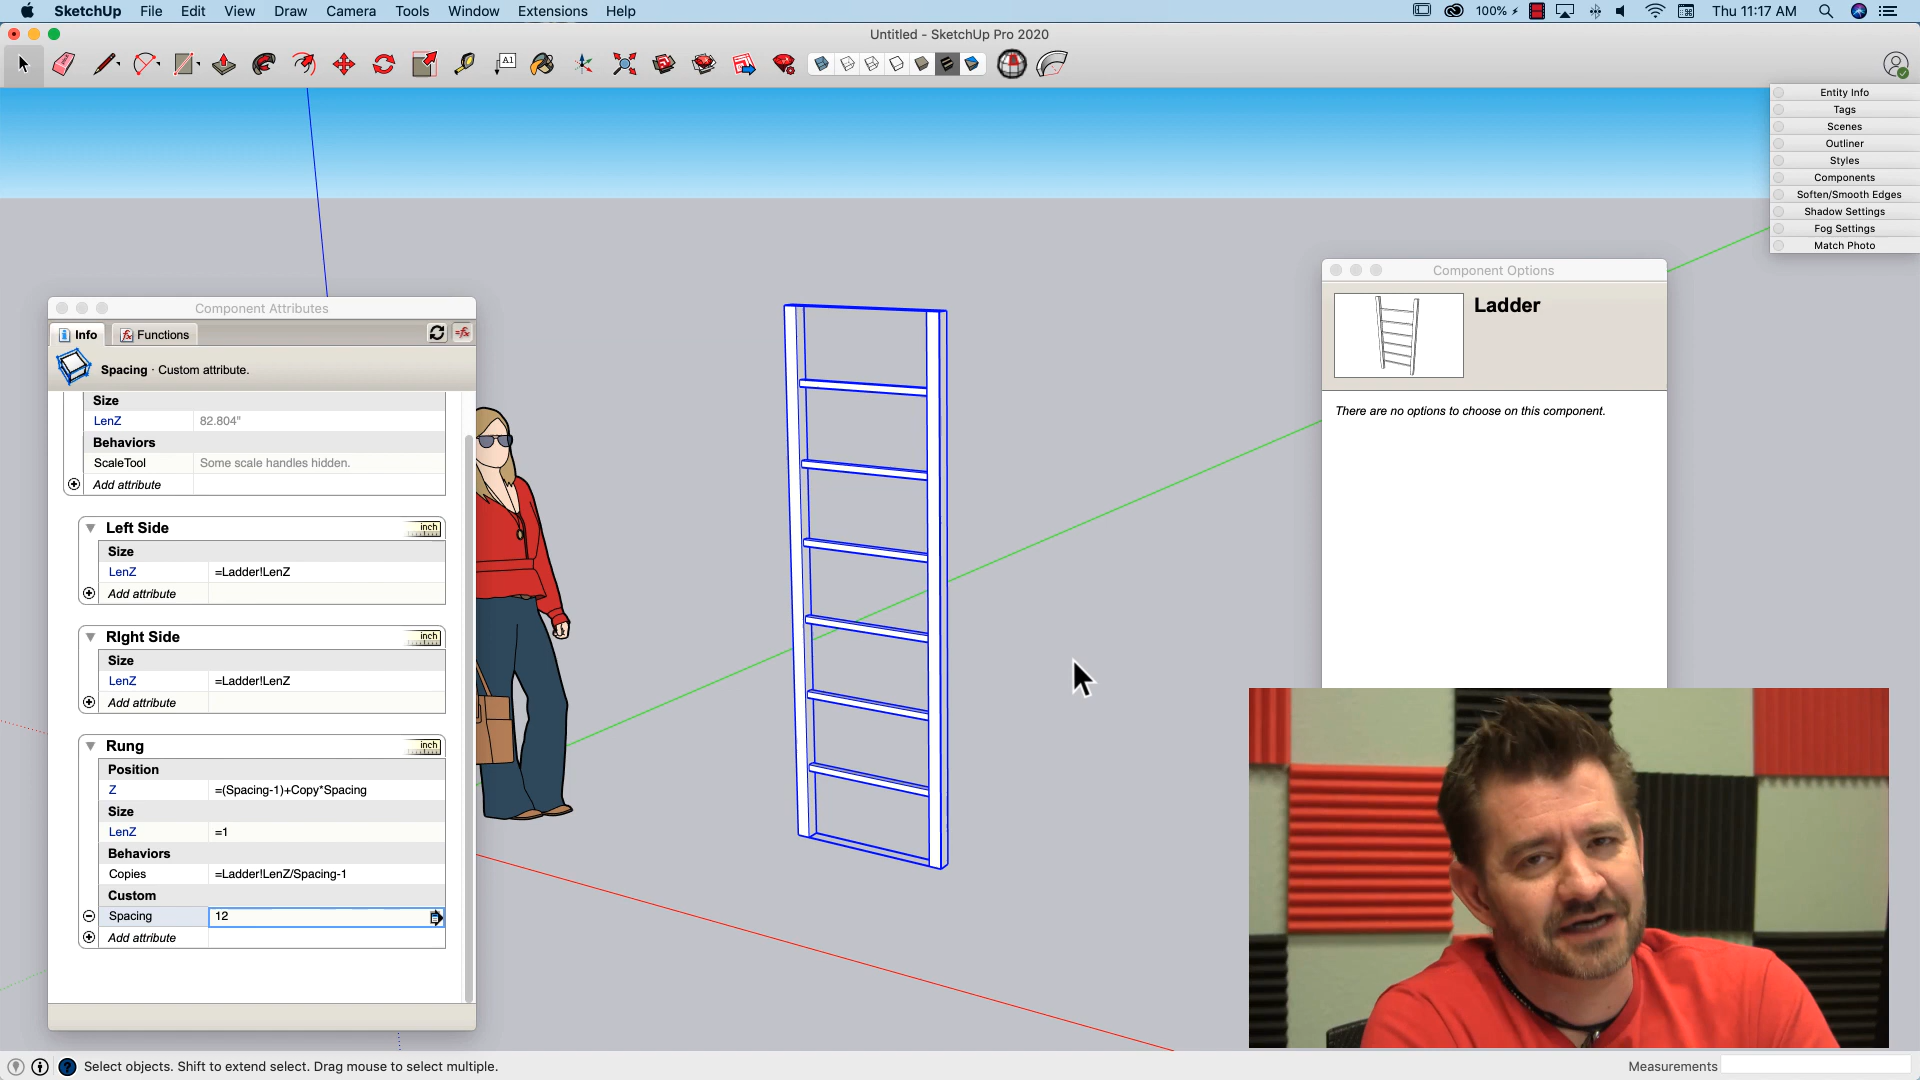 SketchUp File Edit View Draw Camera Tools Window Extensions Help 100% Thu 11:17 AM
Untitled - SketchUp Pro 2020
A1
Entity Info
Tags
Scenes
Outliner
Styles
Components
Soften/Smooth Edges
Shadow Settings
Fog Settings
Match Photo
Component Options
Ladder
There are no options to choose on this component.
Component Attributes
Info Functions
Spacing · Custom attribute.
Size
LenZ 82.804"
Behaviors
ScaleTool Some scale handles hidden.
Add attribute
Left Side inch
Size
LenZ =Ladder!LenZ
Add attribute
RIght Side inch
Size
LenZ =Ladder!LenZ
Add attribute
Rung inch
Position
Z =(Spacing-1)+Copy*Spacing
Size
LenZ =1
Behaviors
Copies =Ladder!LenZ/Spacing-1
Custom
Spacing 12
Add attribute
Select objects. Shift to extend select. Drag mouse to select multiple.
Measurements